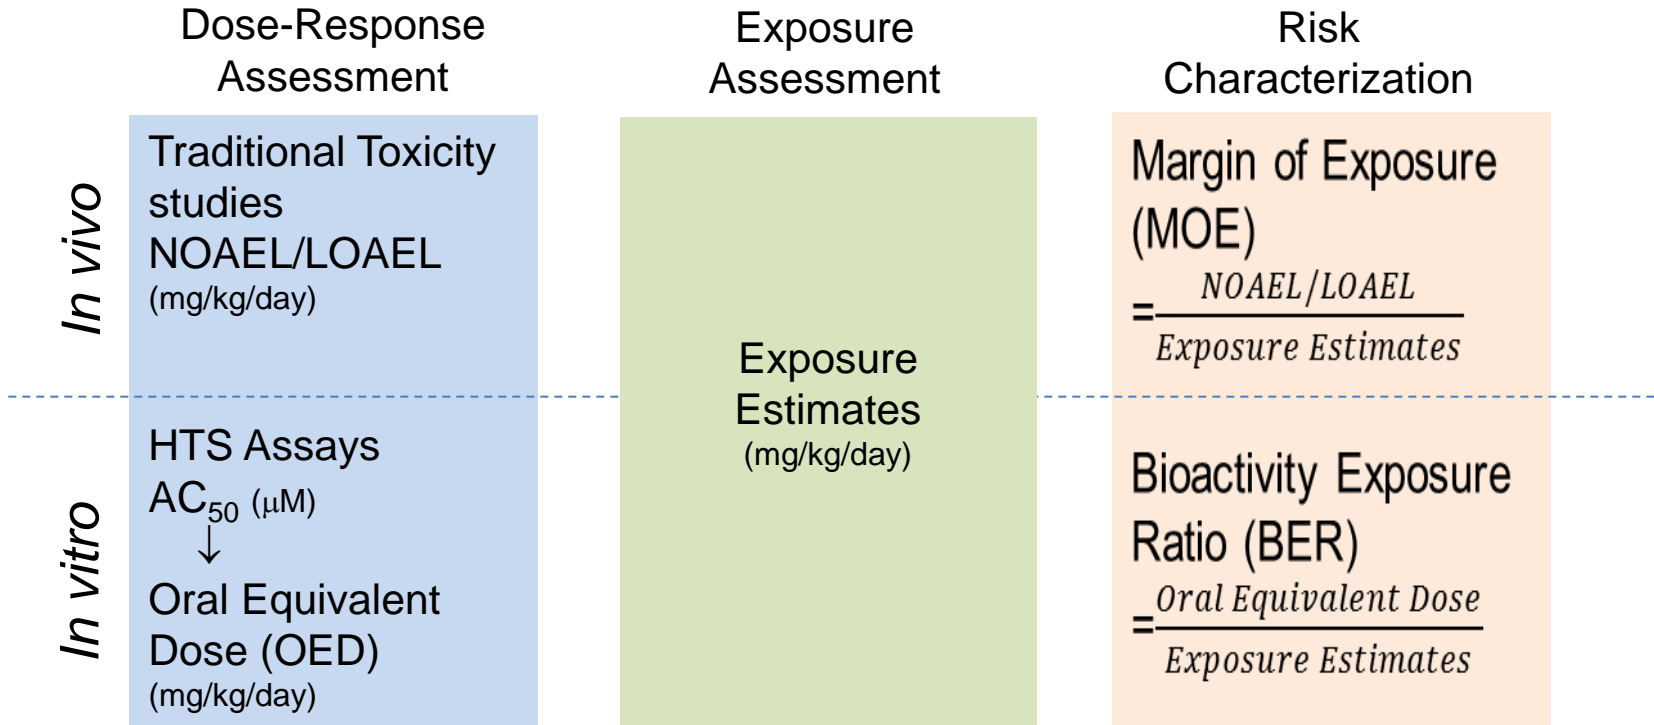 Dose-Response
Assessment
Exposure
Assessment
Risk
Characterization
In vivo
Traditional Toxicity
studies
NOAEL/LOAEL
(mg/kg/day)
Margin of Exposure
(MOE)
= NOAEL/LOAEL
Exposure Estimates
Exposure
Estimates
(mg/kg/day)
In vitro
HTS Assays
AC50 (μM)
↓
Oral Equivalent
Dose (OED)
(mg/kg/day)
Bioactivity Exposure
Ratio (BER)
= Oral Equivalent Dose
Exposure Estimates